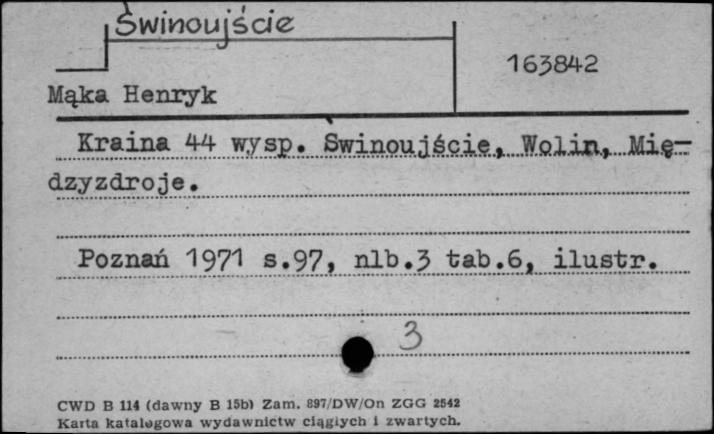 Świnoujście
163842
Mąka Henryk
Kraina 44 wysp. Świnoujście, Wolin, Mię-
dzyzdroje.
Poznań 1971 s.97, nlb.3 tab.6, ilustr.
3
CWD B 114 (dawny B 15b) Zam. 897/DW/On ZGG 2542
Karta katalogowa wydawnictw ciągłych i zwartych.